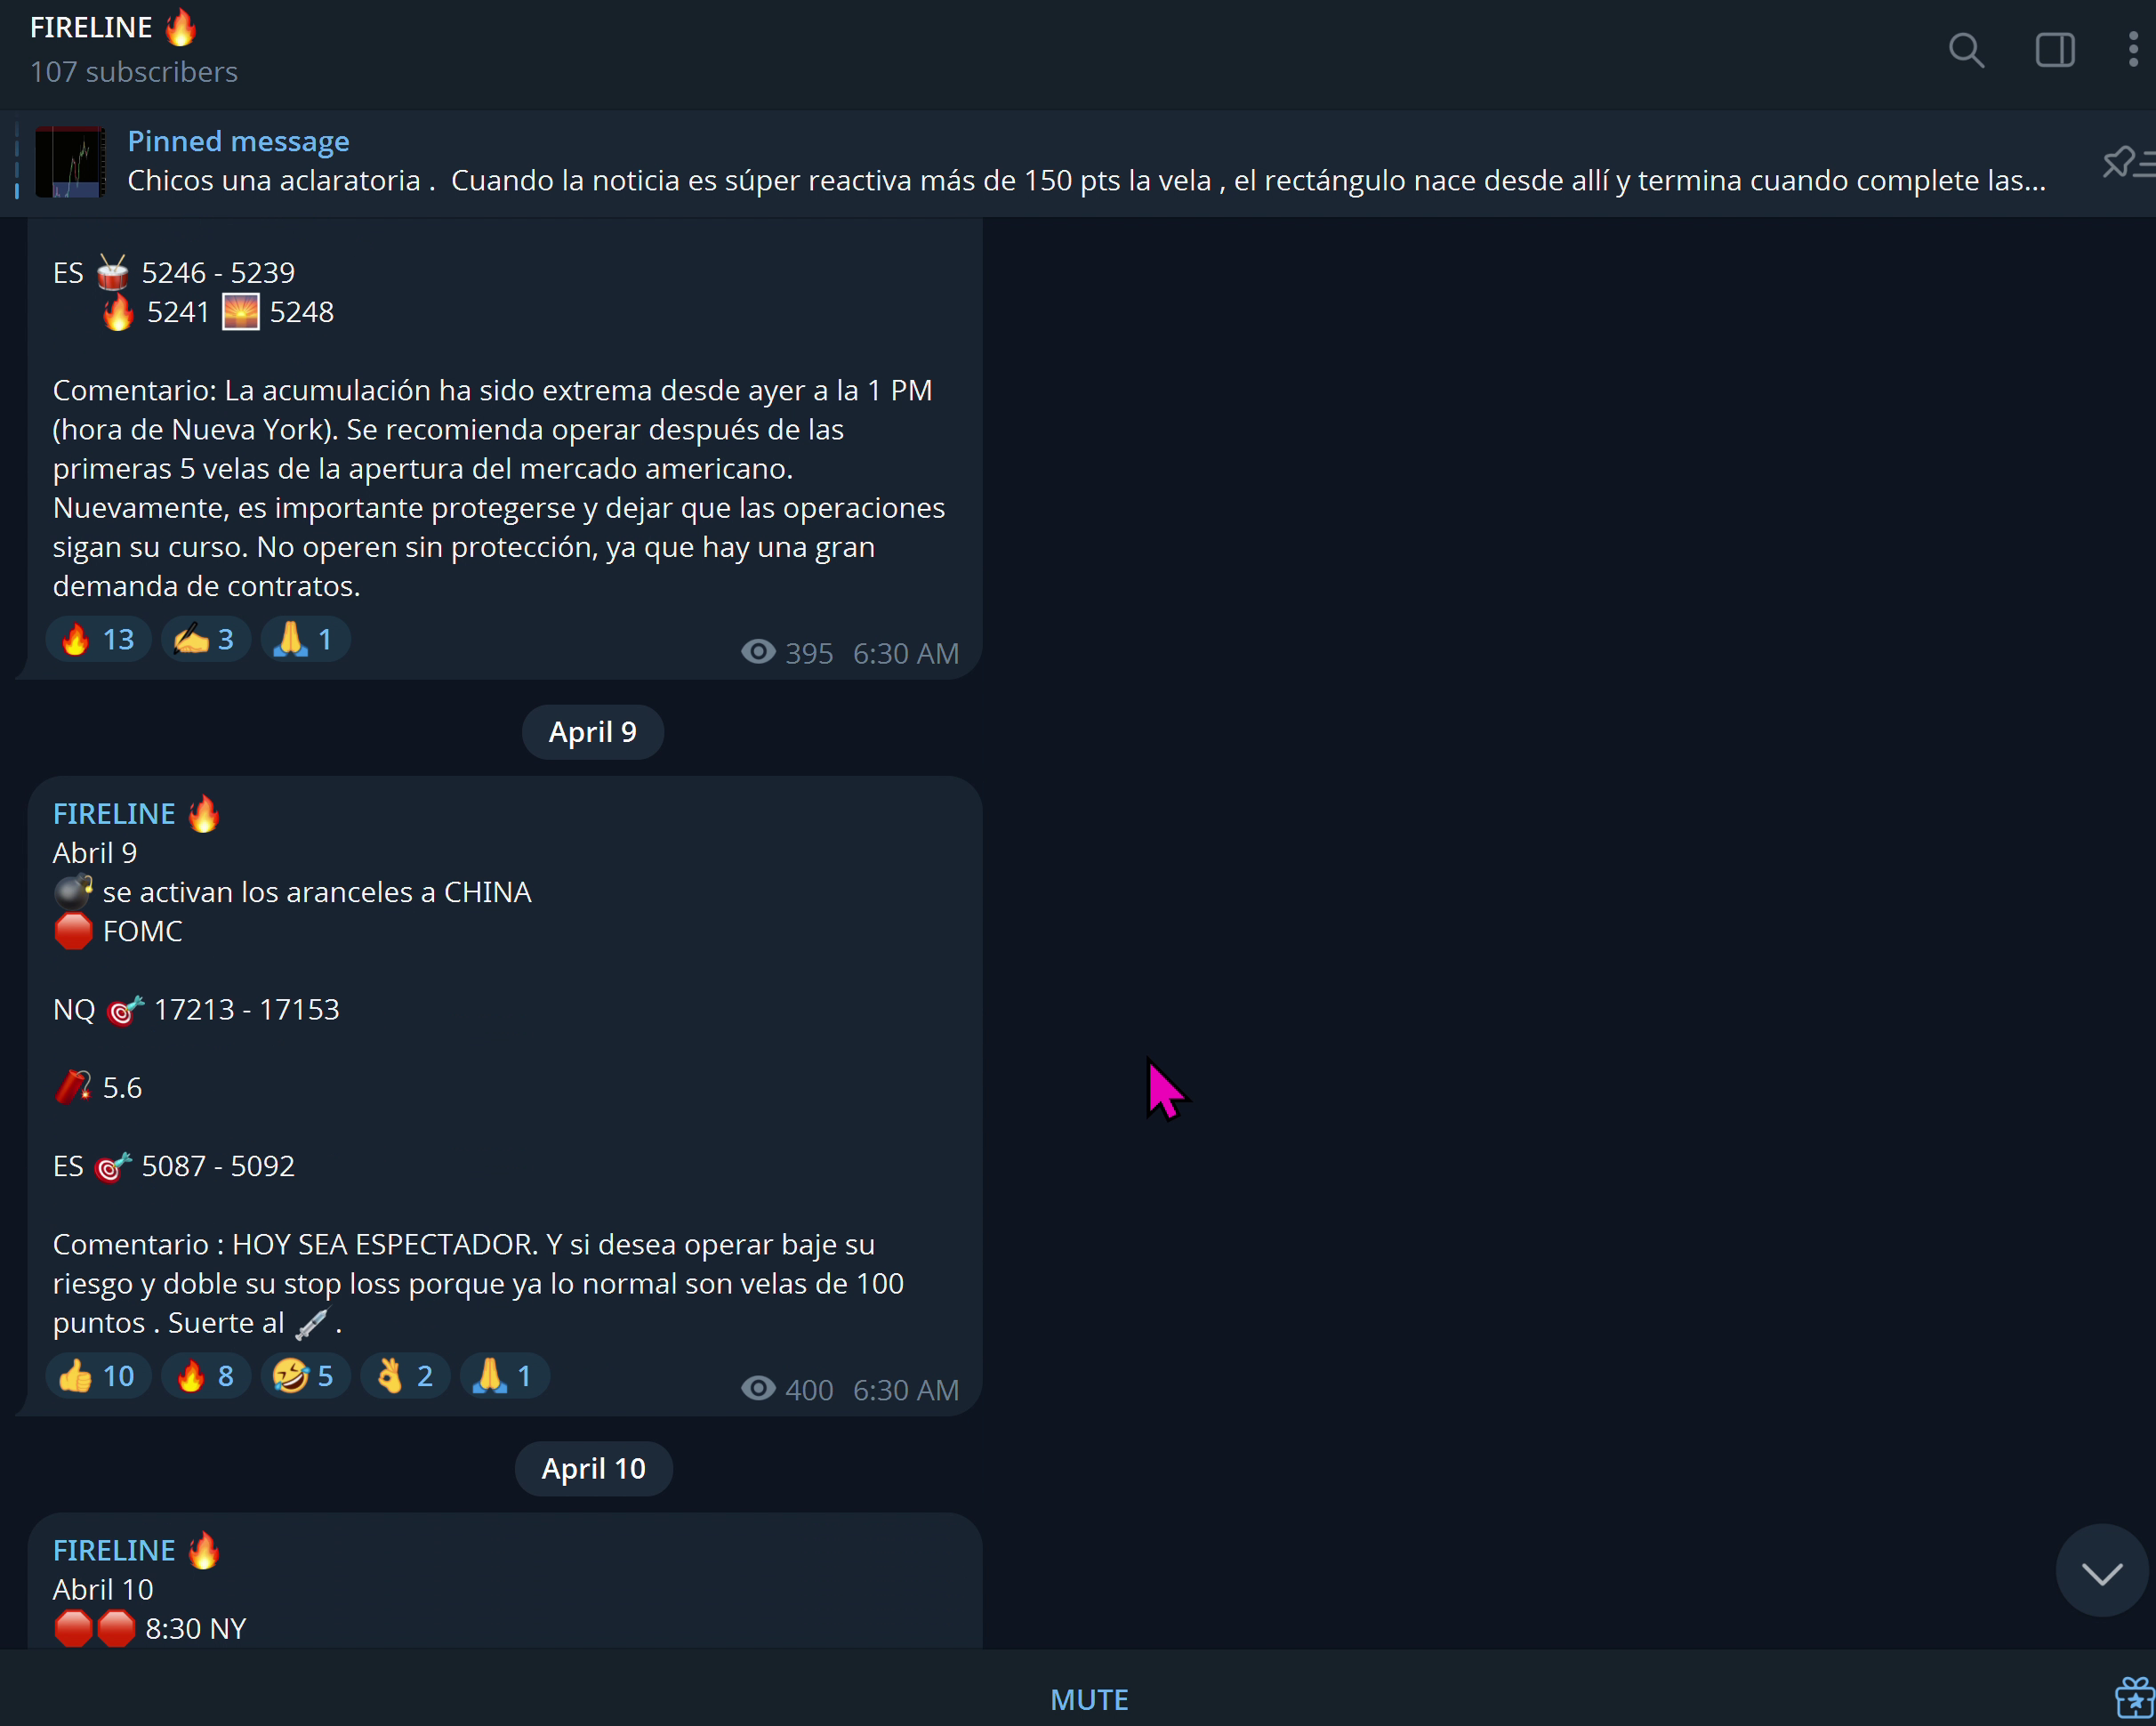 FIRELINE 🔥
107 subscribers
Pinned message
Chicos una aclaratoria .  Cuando la noticia es súper reactiva más de 150 pts la vela , el rectángulo nace desde allí y termina cuando complete las...
ES 🥁 5246 - 5239
🔥 5241 🌅 5248
Comentario: La acumulación ha sido extrema desde ayer a la 1 PM
(hora de Nueva York). Se recomienda operar después de las
primeras 5 velas de la apertura del mercado americano.
Nuevamente, es importante protegerse y dejar que las operaciones
sigan su curso. No operen sin protección, ya que hay una gran
demanda de contratos.
🔥 13 ✍️ 3 🙏 1
395 6:30 AM
April 9
FIRELINE 🔥
Abril 9
💣 se activan los aranceles a CHINA
🛑 FOMC
NQ 🎯 17213 - 17153
🧨 5.6
ES 🎯 5087 - 5092
Comentario : HOY SEA ESPECTADOR. Y si desea operar baje su
riesgo y doble su stop loss porque ya lo normal son velas de 100
puntos . Suerte al 💉 .
👍 10 🔥 8 🤣 5 👌 2 🙏 1
400 6:30 AM
April 10
FIRELINE 🔥
Abril 10
🛑🛑 8:30 NY
MUTE